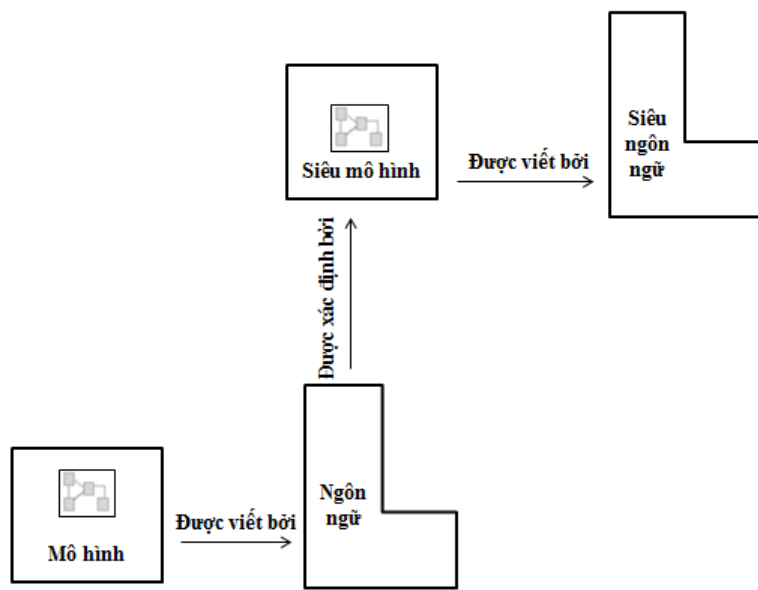 Siêu
ngôn
ngữ
Siêu mô hình
Được viết bởi
Được xác định bởi
Ngôn
ngữ
Được viết bởi
Mô hình